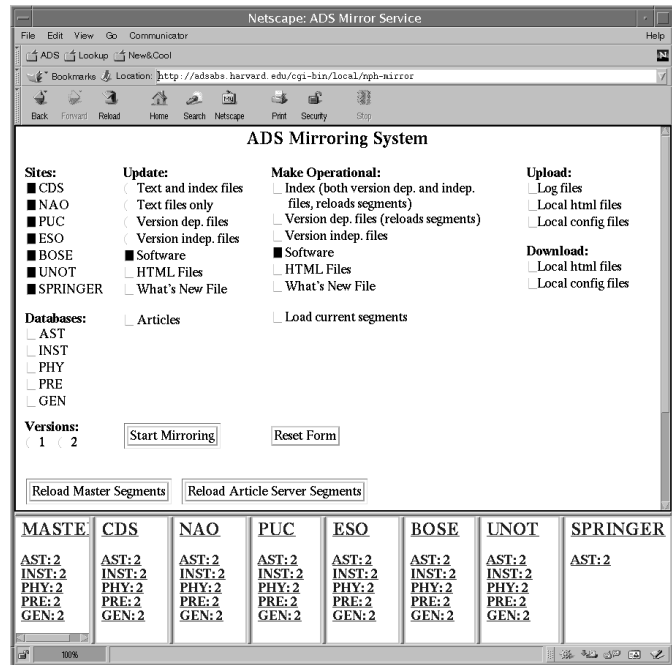 Netscape: ADS Mirror Service
File Edit View Go Communicator Help
ADS Lookup New&Cool
Bookmarks Location: http://adsabs.harvard.edu/cgi-bin/local/nph-mirror
Back Forward Reload Home Search Netscape Print Security Stop
ADS Mirroring System
Sites:
CDS
NAO
PUC
ESO
BOSE
UNOT
SPRINGER
Update:
Text and index files
Text files only
Version dep. files
Version indep. files
Software
HTML Files
What's New File
Articles
Make Operational:
Index (both version dep. and indep.
files, reloads segments)
Version dep. files (reloads segments)
Version indep. files
Software
HTML Files
What's New File
Load current segments
Upload:
Log files
Local html files
Local config files
Download:
Local html files
Local config files
Databases:
AST
INST
PHY
PRE
GEN
Versions:
1 2
Start Mirroring
Reset Form
Reload Master Segments
Reload Article Server Segments
MASTE
AST: 2
INST: 2
PHY: 2
PRE: 2
GEN: 2
CDS
AST: 2
INST: 2
PHY: 2
PRE: 2
GEN: 2
NAO
AST: 2
INST: 2
PHY: 2
PRE: 2
GEN: 2
PUC
AST: 2
INST: 2
PHY: 2
PRE: 2
GEN: 2
ESO
AST: 2
INST: 2
PHY: 2
PRE: 2
GEN: 2
BOSE
AST: 2
INST: 2
PHY: 2
PRE: 2
GEN: 2
UNOT
AST: 2
INST: 2
PHY: 2
PRE: 2
GEN: 2
SPRINGER
AST: 2
100%